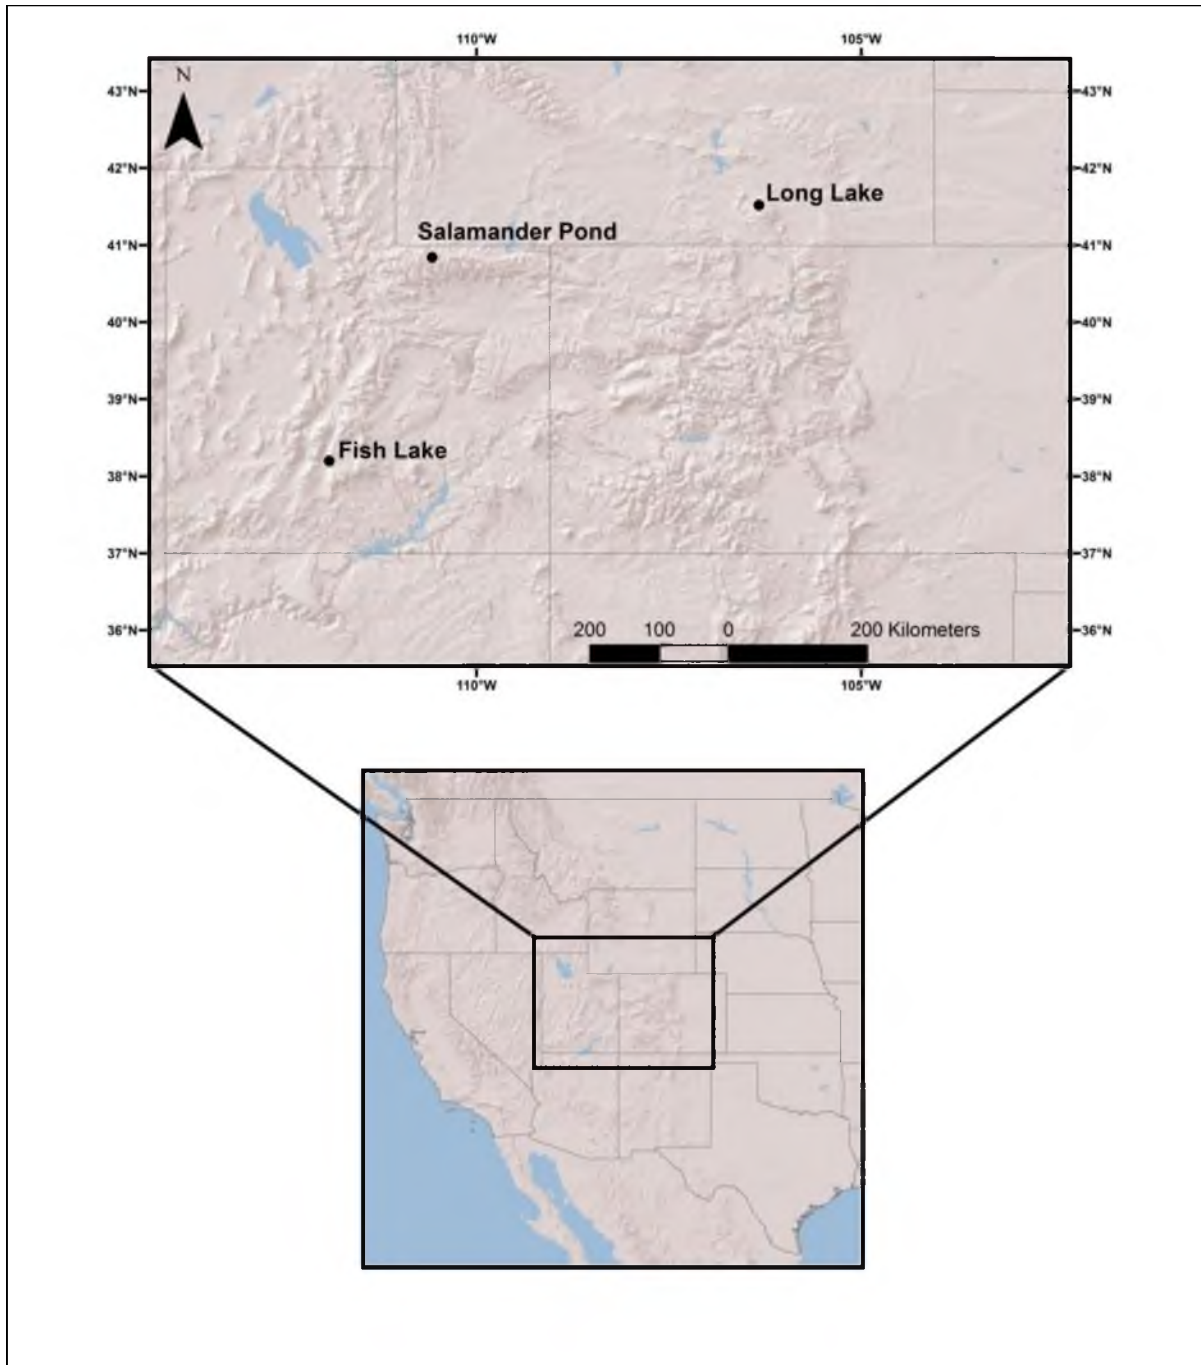 110°W 105°W
N
43°N 43°N
42°N 42°N
Long Lake
Salamander Pond
41°N 41°N
40°N 40°N
39°N 39°N
Fish Lake
38°N 38°N
37°N 37°N
200 100 0 200 Kilometers
36°N 36°N
110°W 105°W